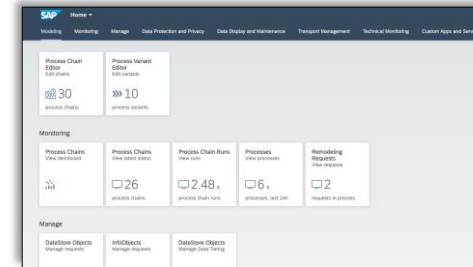 SAP Home
Modeling Monitoring Manage Data Protection and Privacy Data Display and Maintenance Transport Management Technical Monitoring Custom Apps and Serv
Process Chain Editor
Edit chains
30
process chains
Process Variant Editor
Edit variants
10
process variants
Monitoring
Process Chains
View dashboard
Process Chains
View latest status
26
process chains
Process Chain Runs
View runs
2.48 K
process chain runs
Processes
View processes
6 K
processes, last 24h
Remodeling Requests
View requests
2
requests in process
Manage
DataStore Objects
Manage requests
InfoObjects
Manage requests
DataStore Objects
Manage Data Tiering